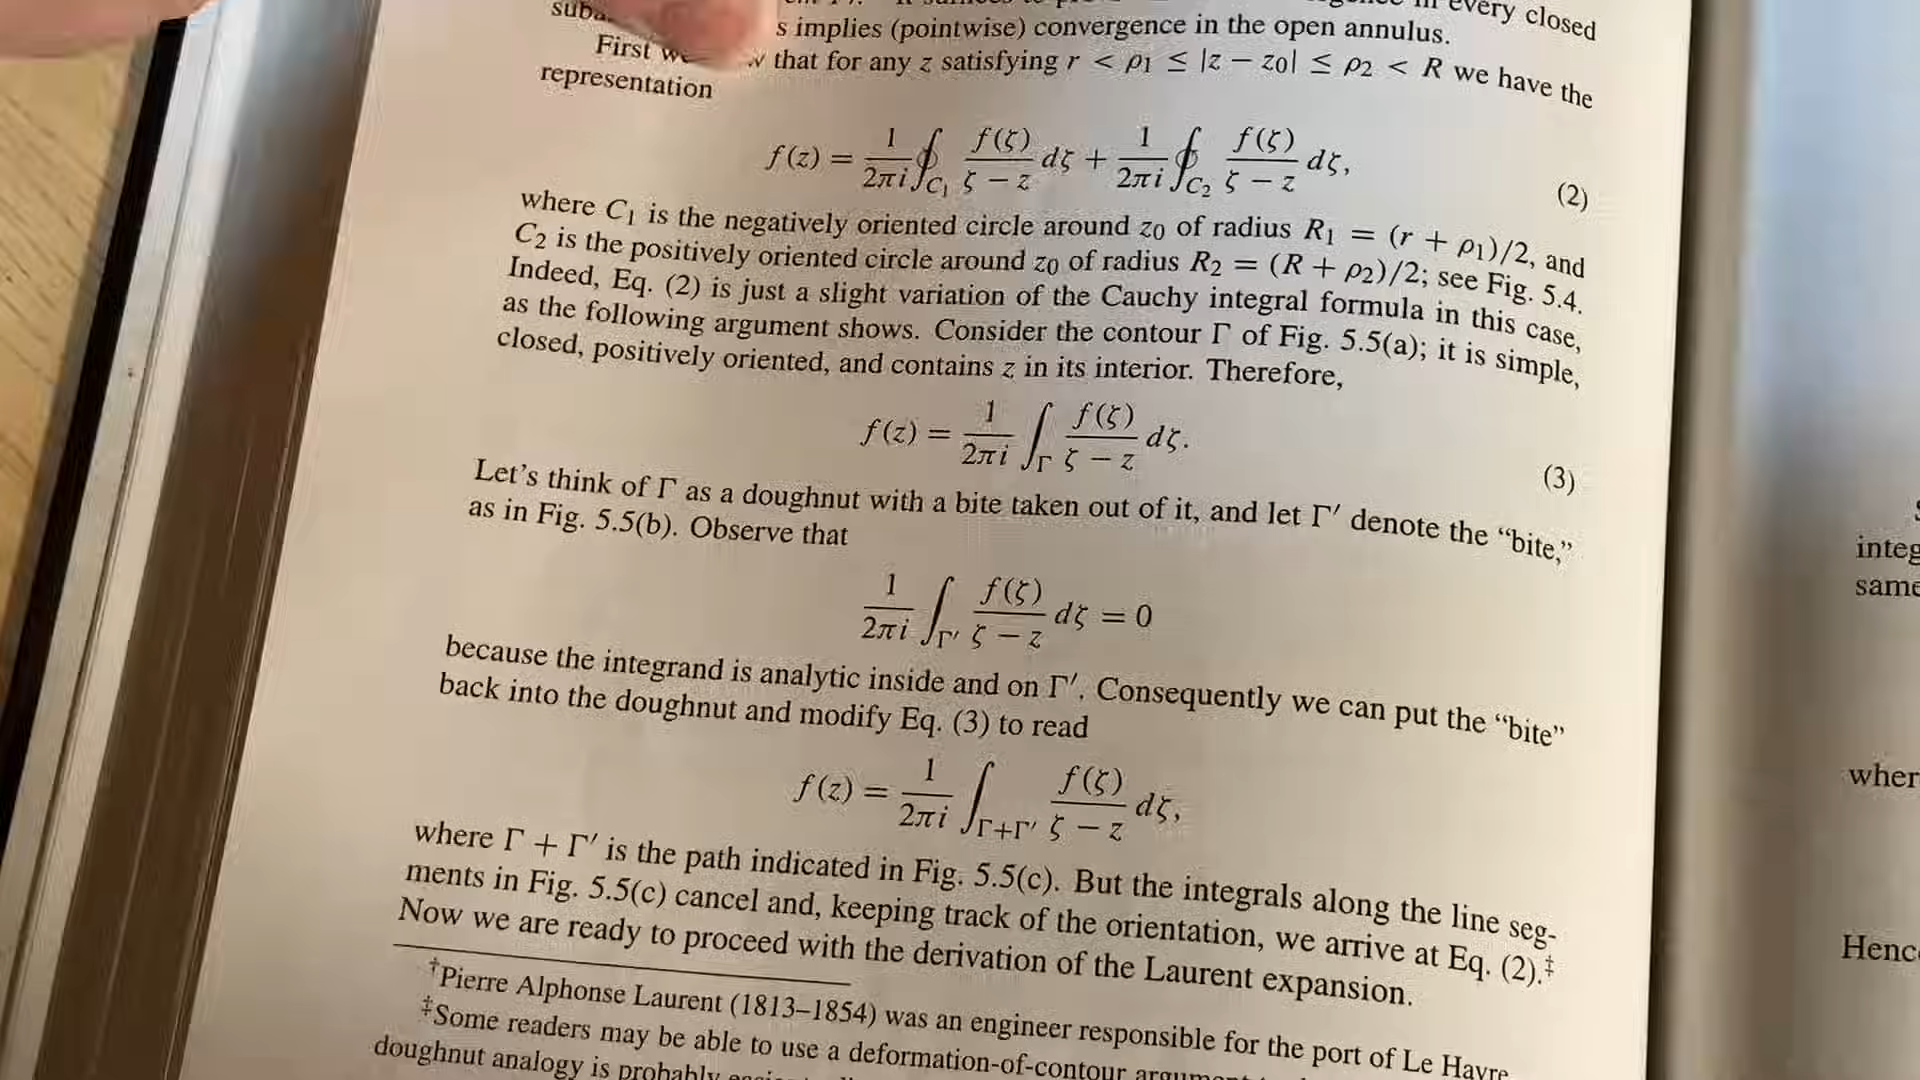 every closed
s implies (pointwise) convergence in the open annulus.
First that for any z satisfying r < ρ₁ ≤ |z − z₀| ≤ ρ₂ < R we have the
representation
f(z) = 1/2πi ∮_C₁ f(ζ)/ζ − z dζ + 1/2πi ∮_C₂ f(ζ)/ζ − z dζ, (2)
where C₁ is the negatively oriented circle around z₀ of radius R₁ = (r + ρ₁)/2, and
C₂ is the positively oriented circle around z₀ of radius R₂ = (R + ρ₂)/2; see Fig. 5.4.
Indeed, Eq. (2) is just a slight variation of the Cauchy integral formula in this case,
as the following argument shows. Consider the contour Γ of Fig. 5.5(a); it is simple,
closed, positively oriented, and contains z in its interior. Therefore,
f(z) = 1/2πi ∫_Γ f(ζ)/ζ − z dζ. (3)
Let's think of Γ as a doughnut with a bite taken out of it, and let Γ′ denote the “bite,”
as in Fig. 5.5(b). Observe that
1/2πi ∫_Γ′ f(ζ)/ζ − z dζ = 0
because the integrand is analytic inside and on Γ′. Consequently we can put the “bite”
back into the doughnut and modify Eq. (3) to read
f(z) = 1/2πi ∫_Γ+Γ′ f(ζ)/ζ − z dζ,
where Γ + Γ′ is the path indicated in Fig. 5.5(c). But the integrals along the line seg-
ments in Fig. 5.5(c) cancel and, keeping track of the orientation, we arrive at Eq. (2).‡
Now we are ready to proceed with the derivation of the Laurent expansion.
†Pierre Alphonse Laurent (1813–1854) was an engineer responsible for the port of Le Havre
‡Some readers may be able to use a deformation-of-contour
doughnut analogy is probably
integ
same
wher
Hence